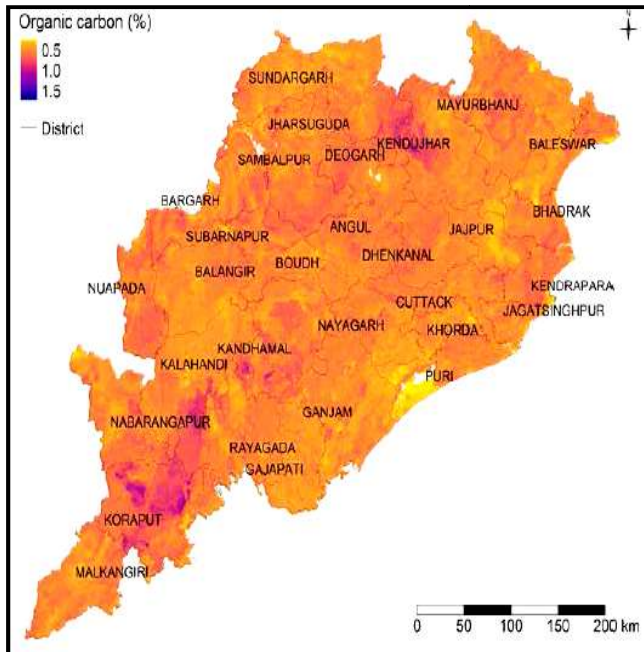 Organic carbon (%)
0.5
1.0
1.5
District
SUNDARGARH
MAYURBHANJ
JHARSUGUDA
KENDUJHAR
BALESWAR
SAMBALPUR
DEOGARH
BARGARH
BHADRAK
ANGUL
JAJPUR
SUBARNAPUR
DHENKANAL
BOUDH
BALANGIR
NUAPADA
KENDRAPARA
CUTTACK
JAGATSINGHPUR
NAYAGARH
KHORDA
KANDHAMAL
KALAHANDI
PURI
GANJAM
NABARANGAPUR
RAYAGADA
GAJAPATI
KORAPUT
MALKANGIRI
0 50 100 150 200 km